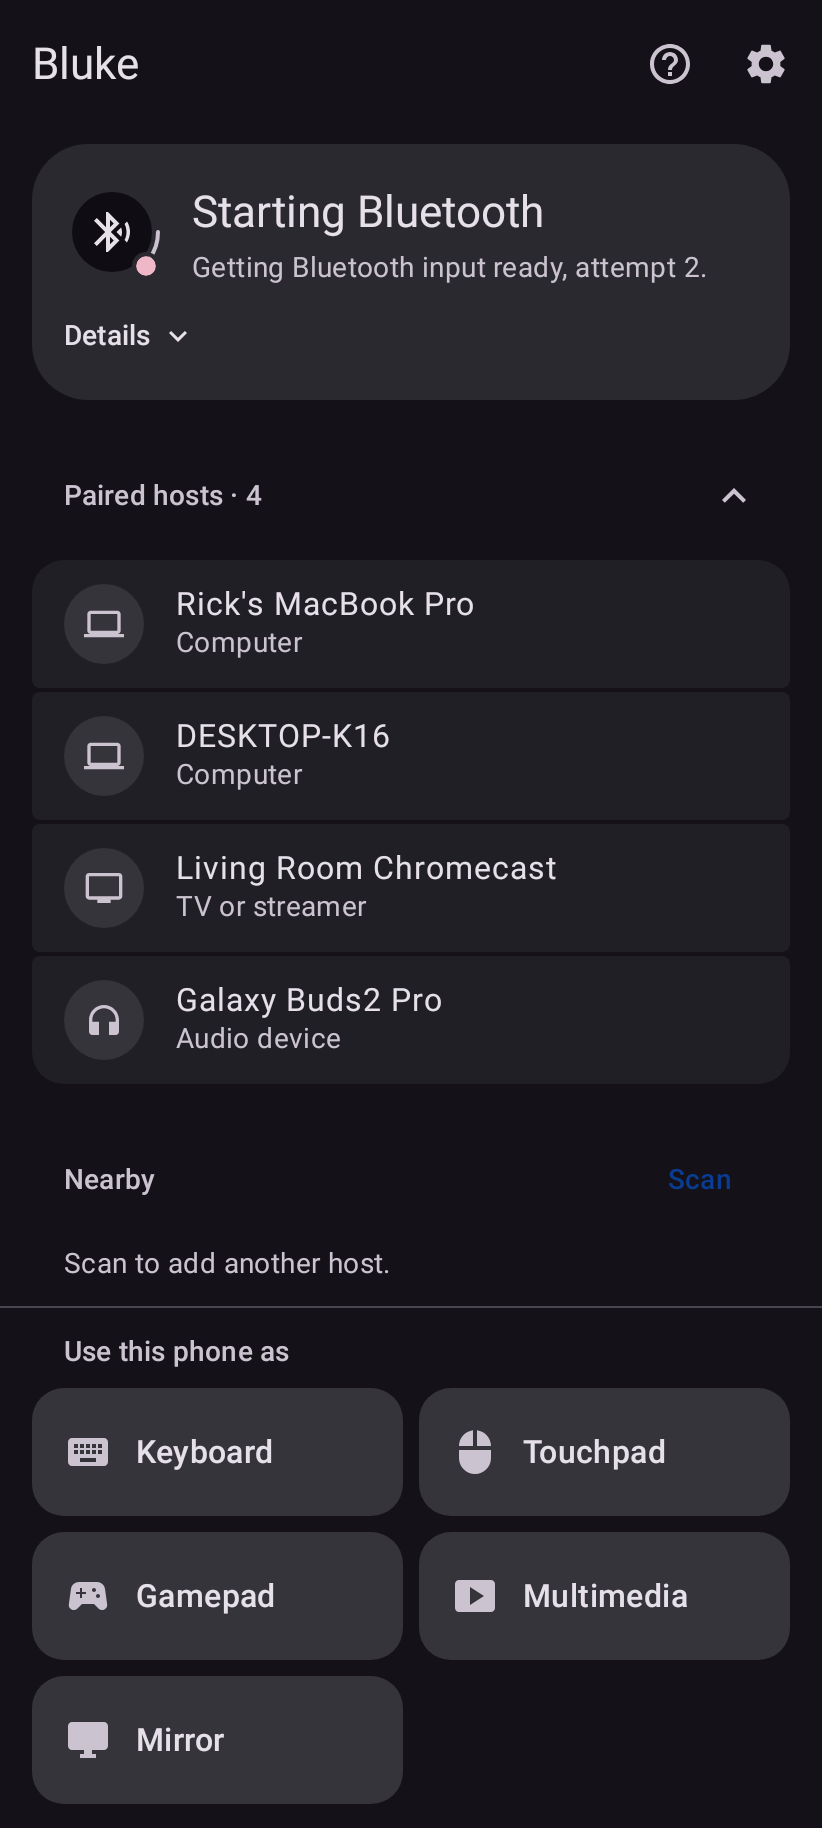 Bluke
Starting Bluetooth
Getting Bluetooth input ready, attempt 2.
Details
Paired hosts · 4
Rick's MacBook Pro
Computer
DESKTOP-K16
Computer
Living Room Chromecast
TV or streamer
Galaxy Buds2 Pro
Audio device
Nearby
Scan
Scan to add another host.
Use this phone as
Keyboard
Touchpad
Gamepad
Multimedia
Mirror